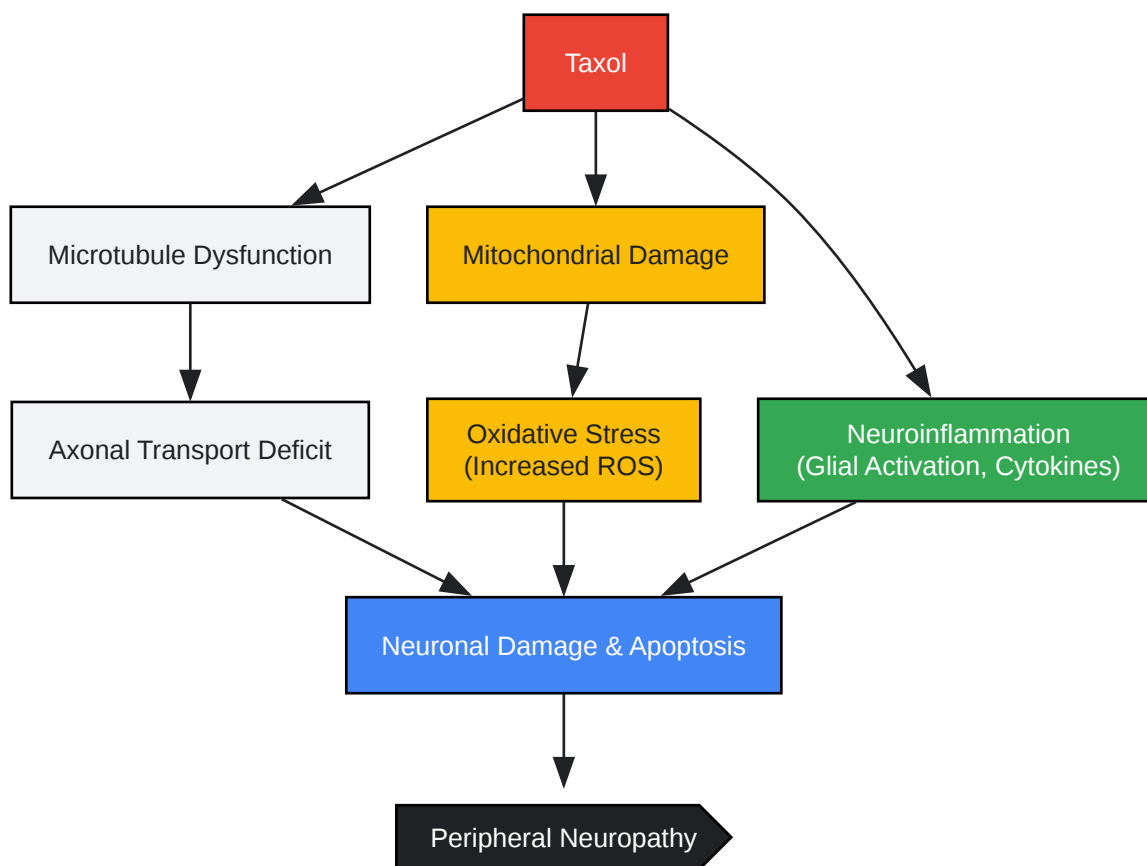 Taxol
Microtubule Dysfunction
Mitochondrial Damage
Axonal Transport Deficit
Oxidative Stress
(Increased ROS)
Neuroinflammation
(Glial Activation, Cytokines)
Neuronal Damage & Apoptosis
Peripheral Neuropathy